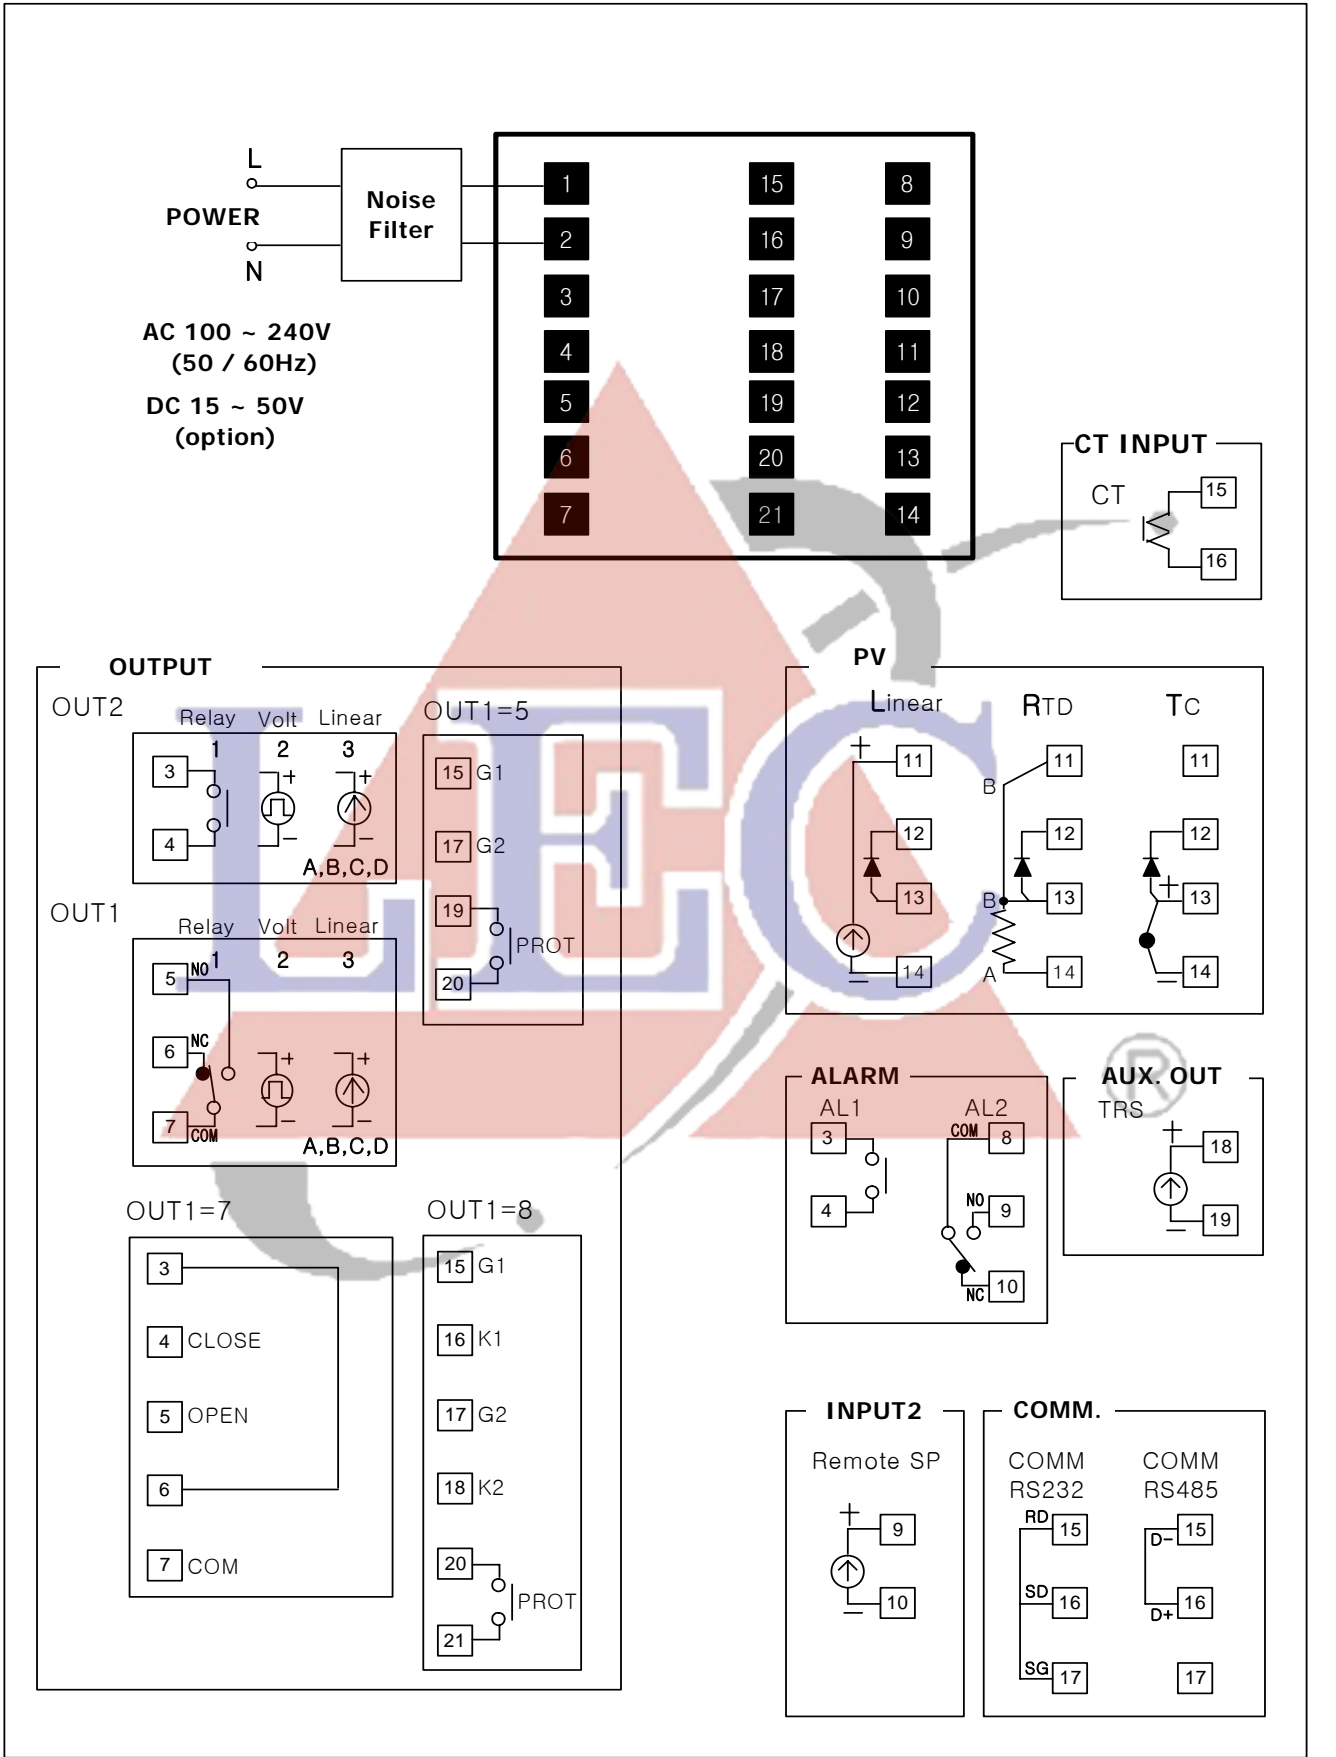 L
POWER
N
Noise
Filter
AC 100 ~ 240V
(50 / 60Hz)
DC 15 ~ 50V
(option)
1 15 8
2 16 9
3 17 10
4 18 11
5 19 12
6 20 13
7 21 14
CT INPUT
CT
15
16
OUTPUT
OUT2
Relay Volt Linear
1 2 3
3
4
+ +
− −
A,B,C,D
OUT1
Relay Volt Linear
1 2 3
5 NO
6 NC
7 COM
+ +
− −
A,B,C,D
OUT1=5
15 G1
17 G2
19
PROT
20
OUT1=7
3
4 CLOSE
5 OPEN
6
7 COM
OUT1=8
15 G1
16 K1
17 G2
18 K2
20
PROT
21
PV
Linear RTD TC
+ 11 B 11 11
12 12 12
13 B 13 + 13
− 14 A 14 − 14
ALARM
AL1
3
4
AL2
COM 8
NO 9
NC 10
AUX. OUT
TRS
+ 18
− 19
INPUT2
Remote SP
+ 9
− 10
COMM.
COMM COMM
RS232 RS485
RD 15 D− 15
SD 16 D+ 16
SG 17 17
LEC
®